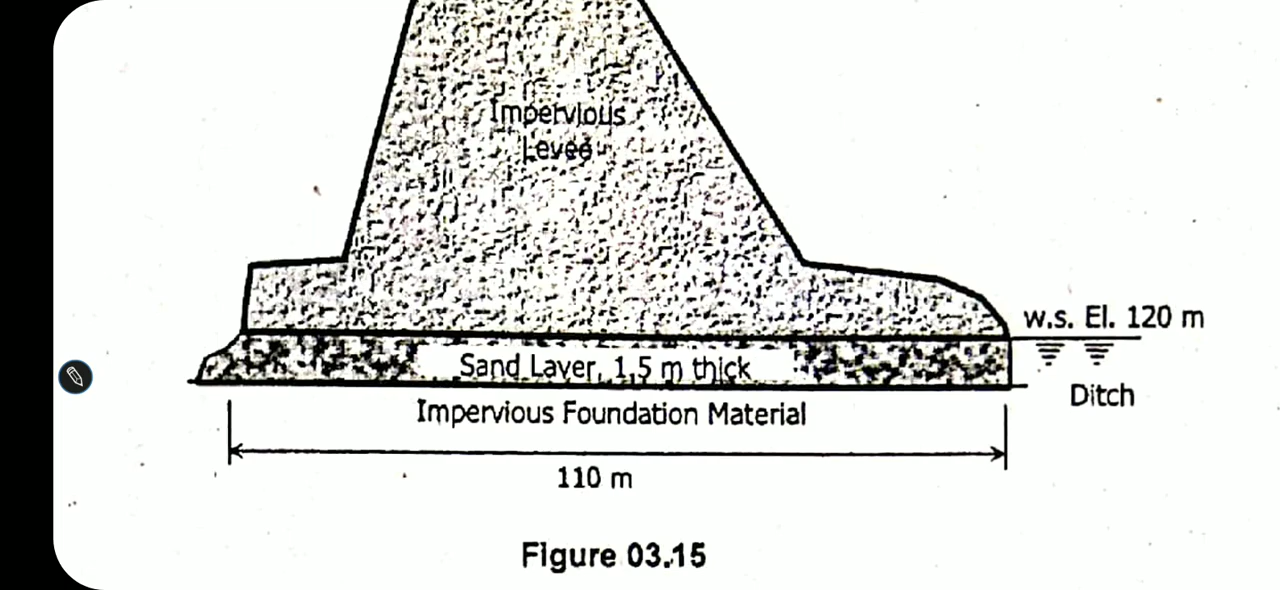 Impervious
Levee
w.s. El. 120 m
Sand Layer, 1.5 m thick
Ditch
Impervious Foundation Material
110 m
Figure 03.15